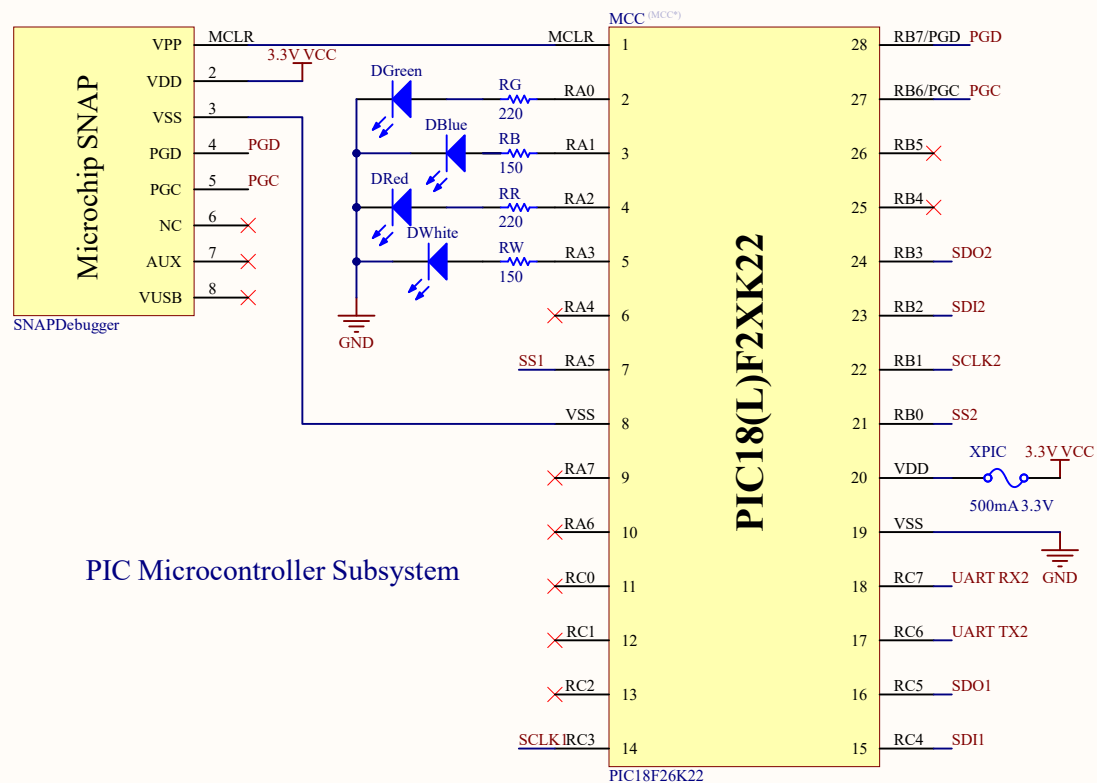 MCC (MCC*)
Microchip SNAP
VPP MCLR
VDD 2 3.3V VCC
VSS 3
PGD 4 PGD
PGC 5 PGC
NC 6
AUX 7
VUSB 8
SNAPDebugger
DGreen
RG
220
DBlue
RB
150
DRed
RR
220
DWhite
RW
150
GND
PIC18(L)F2XK22
MCLR 1
RA0 2
RA1 3
RA2 4
RA3 5
RA4 6
SS1 RA5 7
VSS 8
RA7 9
RA6 10
RC0 11
RC1 12
RC2 13
SCLK1 RC3 14
28 RB7/PGD PGD
27 RB6/PGC PGC
26 RB5
25 RB4
24 RB3 SDO2
23 RB2 SDI2
22 RB1 SCLK2
21 RB0 SS2
XPIC 3.3V VCC
20 VDD
500mA 3.3V
19 VSS
GND
18 RC7 UART RX2
17 RC6 UART TX2
16 RC5 SDO1
15 RC4 SDI1
PIC18F26K22
PIC Microcontroller Subsystem